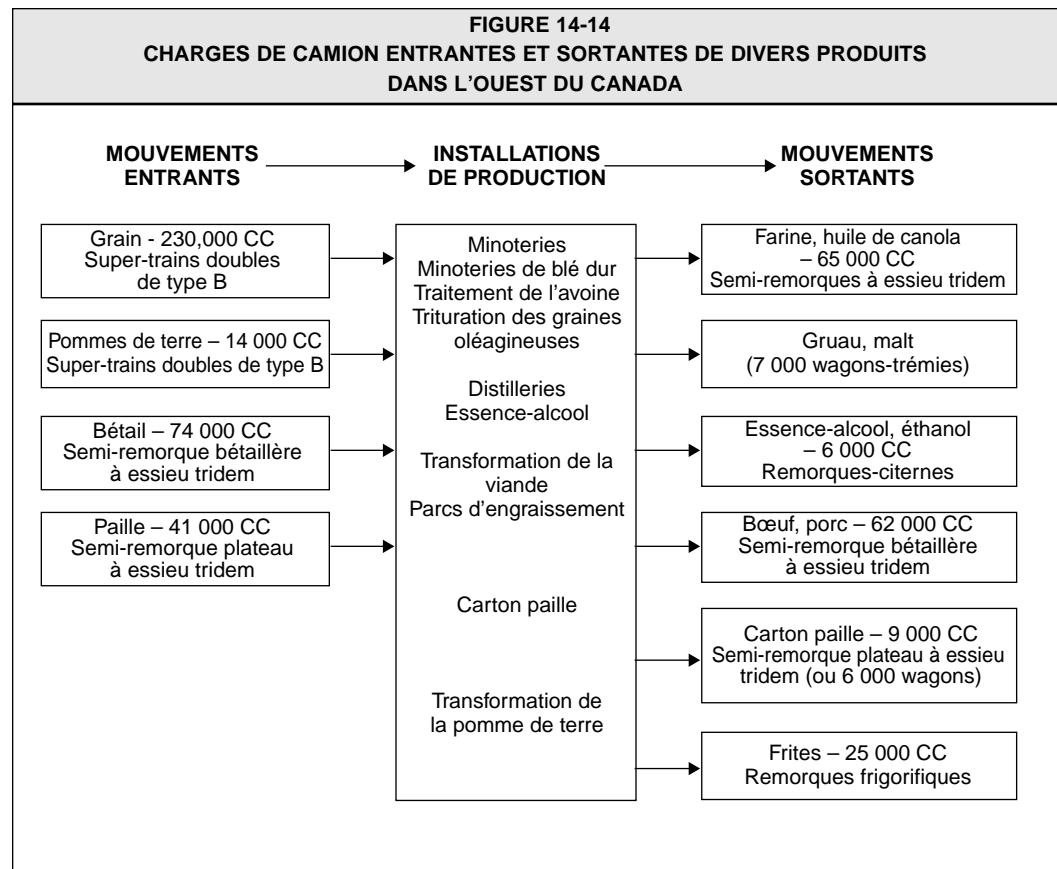 FIGURE 14-14
CHARGES DE CAMION ENTRANTES ET SORTANTES DE DIVERS PRODUITS
DANS L'OUEST DU CANADA
MOUVEMENTS
ENTRANTS
INSTALLATIONS
DE PRODUCTION
MOUVEMENTS
SORTANTS
Grain - 230,000 CC
Super-trains doubles
de type B
Pommes de terre – 14 000 CC
Super-trains doubles de type B
Bétail – 74 000 CC
Semi-remorque bétaillère
à essieu tridem
Paille – 41 000 CC
Semi-remorque plateau
à essieu tridem
Minoteries
Minoteries de blé dur
Traitement de l'avoine
Trituration des graines
oléagineuses
Distilleries
Essence-alcool
Transformation de la
viande
Parcs d'engraissement
Carton paille
Transformation de
la pomme de terre
Farine, huile de canola
– 65 000 CC
Semi-remorques à essieu tridem
Gruau, malt
(7 000 wagons-trémies)
Essence-alcool, éthanol
– 6 000 CC
Remorques-citernes
Bœuf, porc – 62 000 CC
Semi-remorque bétaillère
à essieu tridem
Carton paille – 9 000 CC
Semi-remorque plateau à essieu
tridem (ou 6 000 wagons)
Frites – 25 000 CC
Remorques frigorifiques